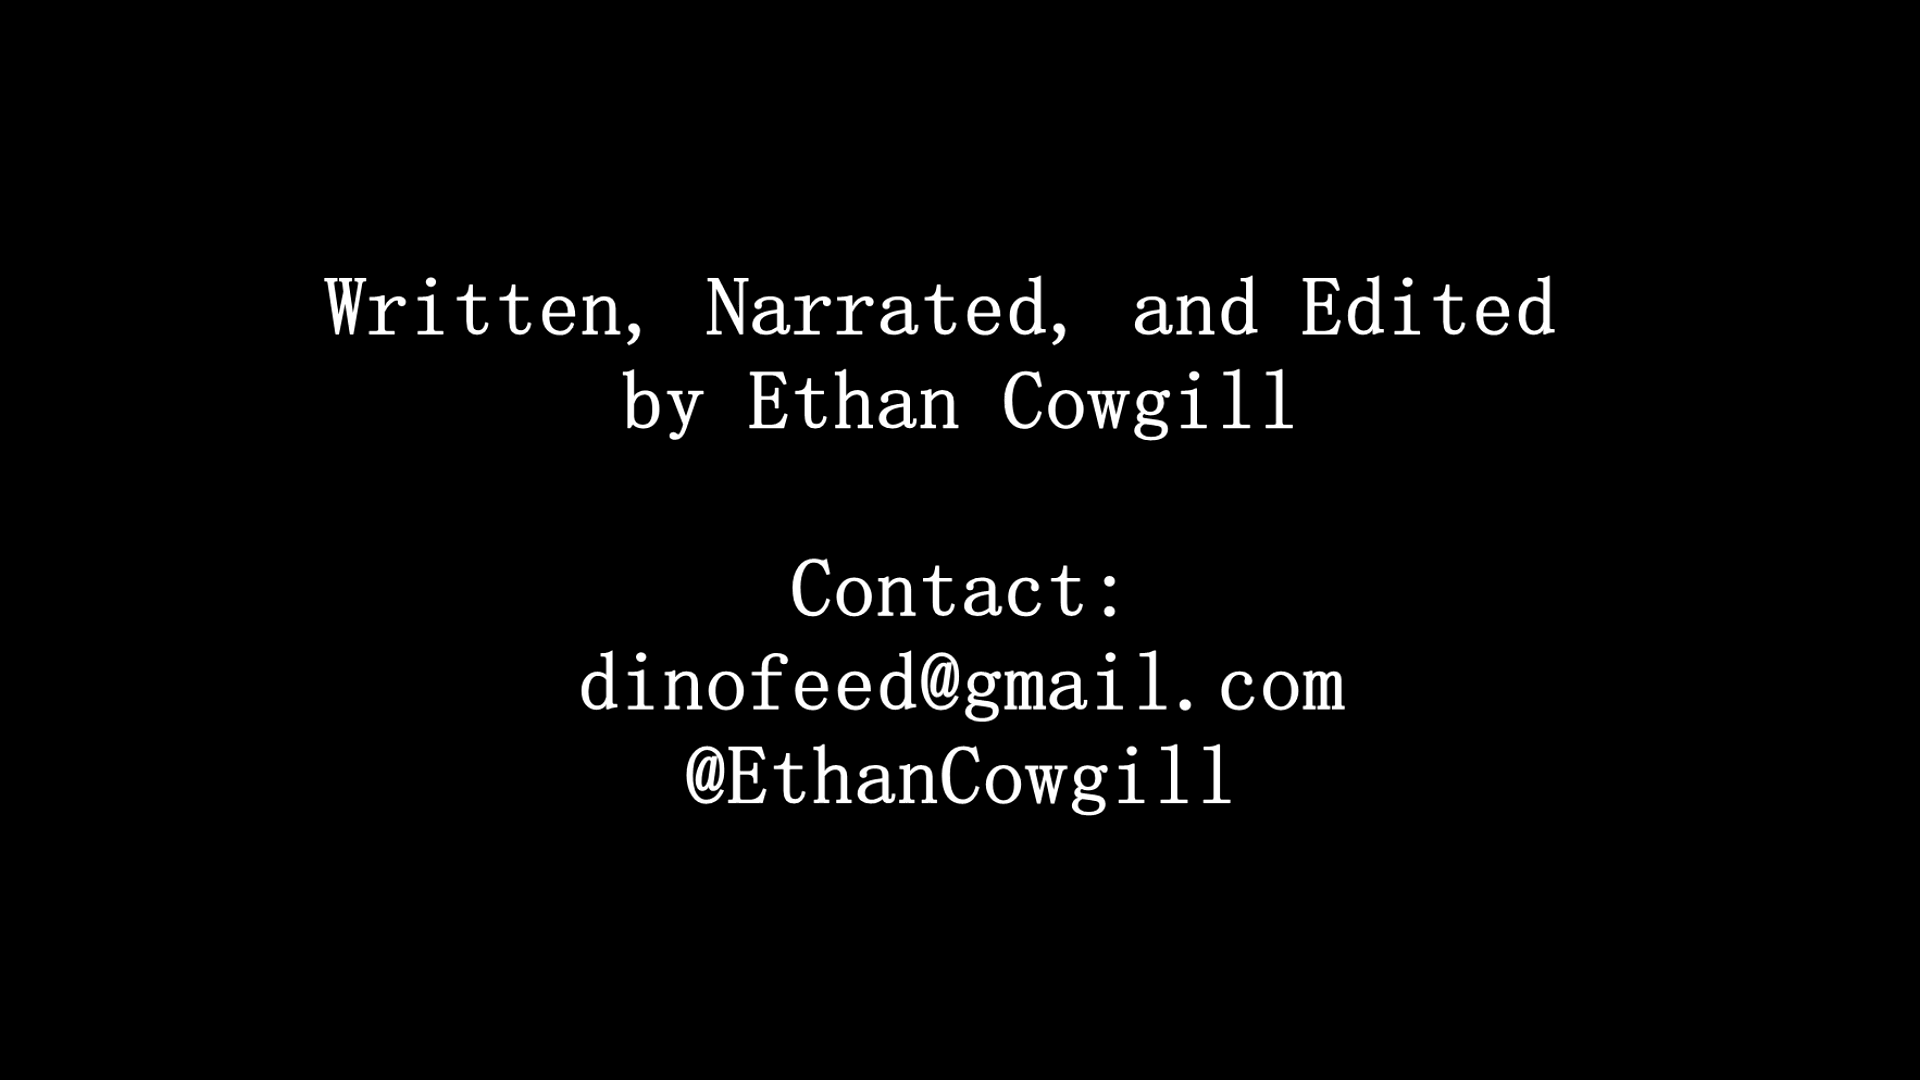 Written, Narrated, and Edited
by Ethan Cowgill
Contact:
dinofeed@gmail.com
@EthanCowgill